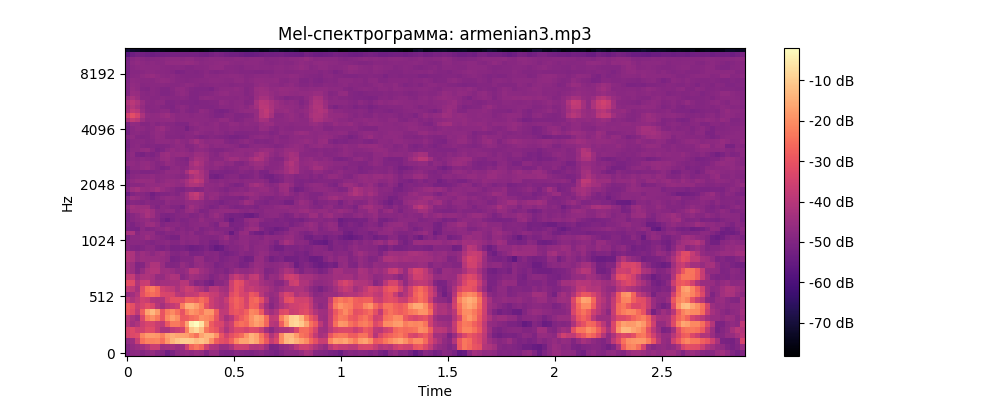 Mel-спектрограмма: armenian3.mp3
8192
4096
2048
1024
512
0
Hz
0
0.5
1
1.5
2
2.5
Time
-10 dB
-20 dB
-30 dB
-40 dB
-50 dB
-60 dB
-70 dB